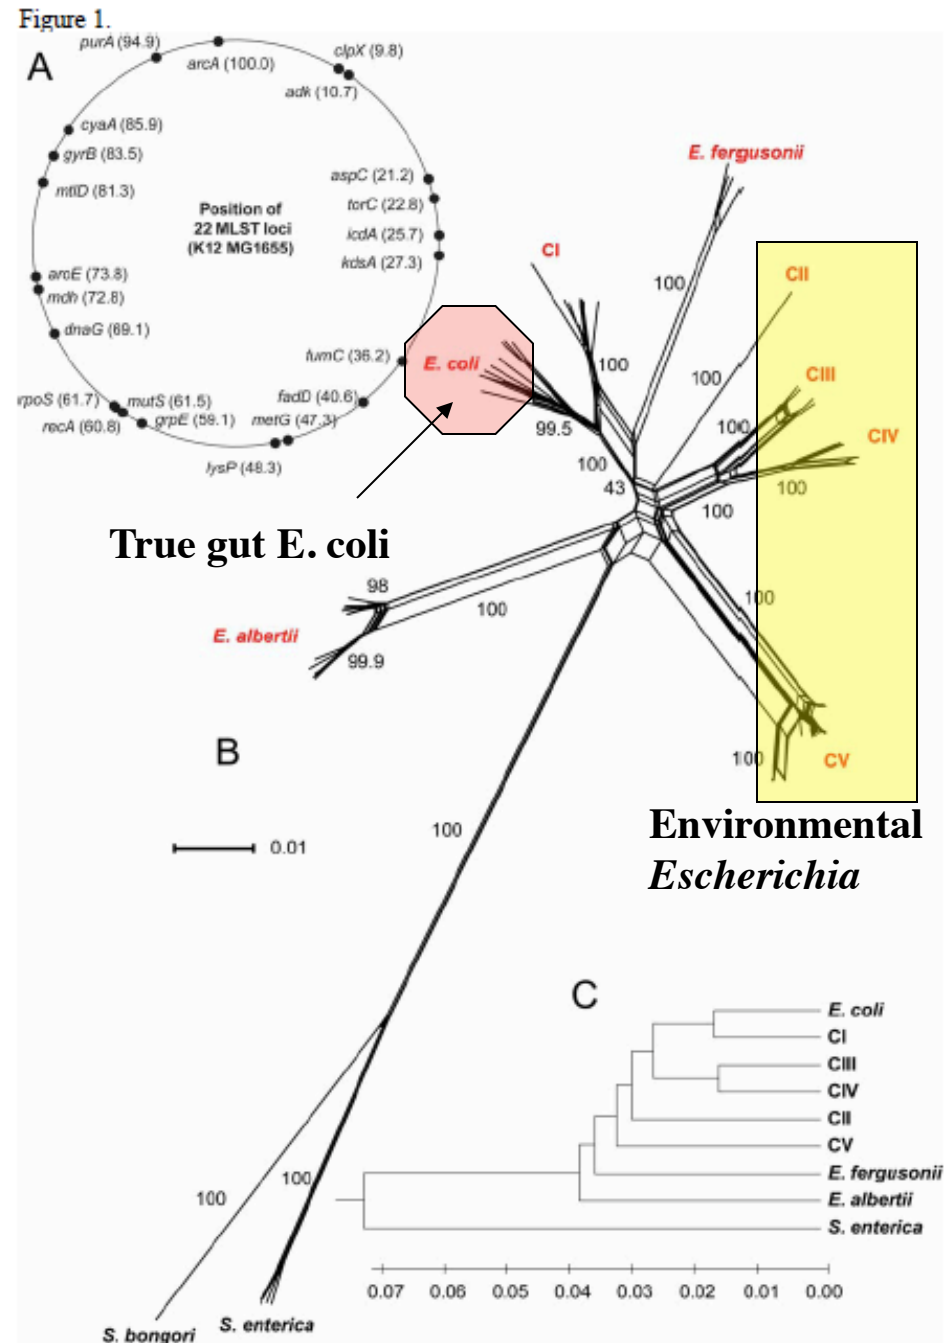 Figure 1.
A
purA (94.9)
arcA (100.0)
clpX (9.8)
adk (10.7)
cyaA (85.9)
gyrB (83.5)
mtlD (81.3)
aspC (21.2)
torC (22.8)
icdA (25.7)
kdsA (27.3)
Position of
22 MLST loci
(K12 MG1655)
aroE (73.8)
mdh (72.8)
dnaG (69.1)
fumC (36.2)
fadD (40.6)
rpoS (61.7)
mutS (61.5)
recA (60.8)
grpE (59.1)
metG (47.3)
lysP (48.3)
E. fergusonii
CI
CII
100
E. coli
100
100
CIII
99.5
100
CIV
100
43
100
100
True gut E. coli
98
100
100
E. albertii
99.9
B
100
CV
Environmental
Escherichia
100
0.01
C
E. coli
CI
CIII
CIV
CII
CV
E. fergusonii
E. albertii
S. enterica
100
100
0.07 0.06 0.05 0.04 0.03 0.02 0.01 0.00
S. bongori
S. enterica